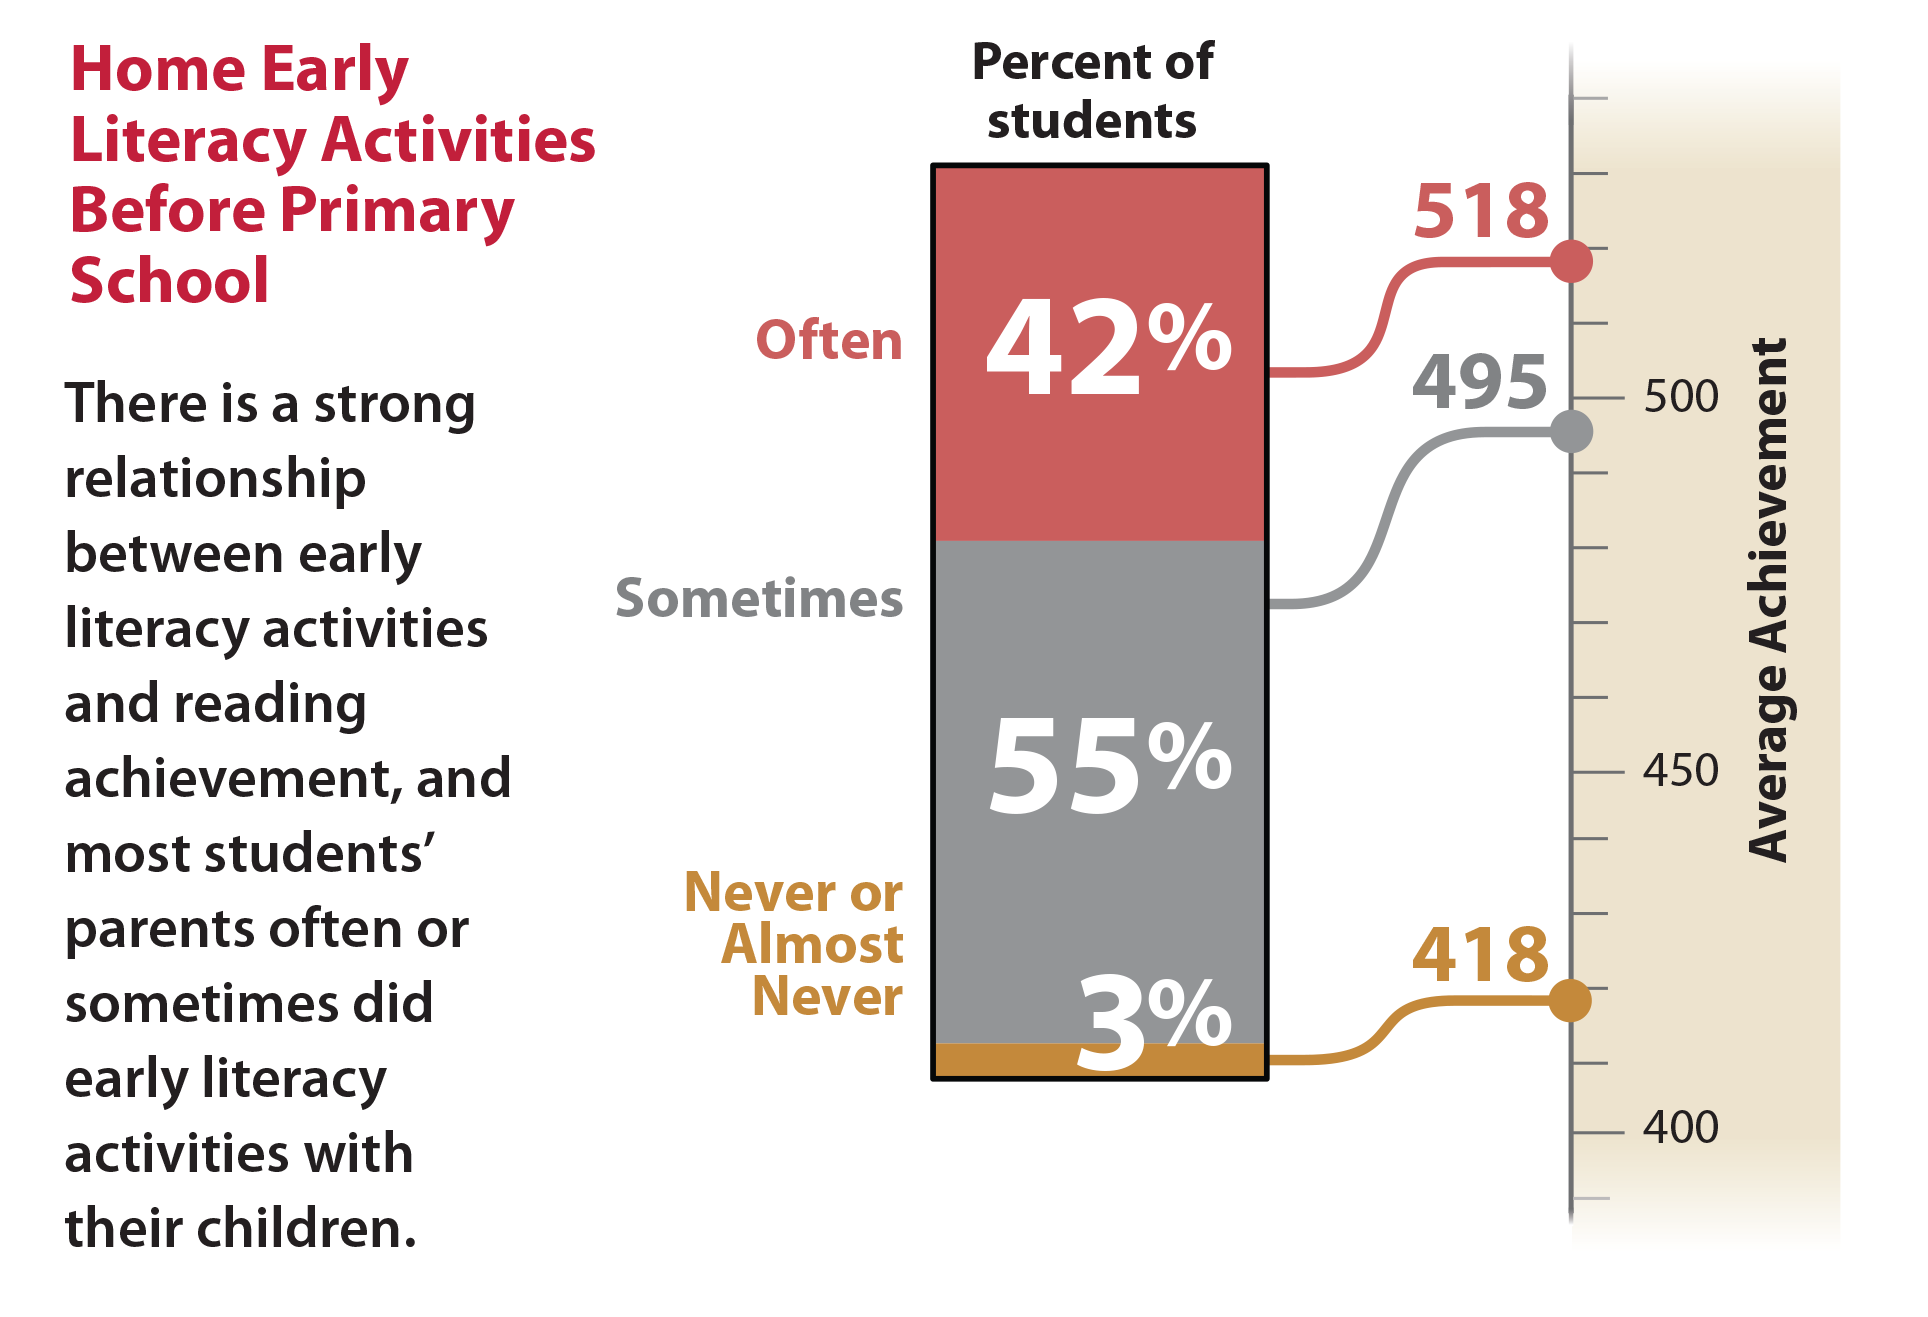 Home Early
Literacy Activities
Before Primary
School
There is a strong
relationship
between early
literacy activities
and reading
achievement, and
most students’
parents often or
sometimes did
early literacy
activities with
their children.
Percent of
students
Often
42%
Sometimes
55%
Never or
Almost
Never
3%
518
495
418
500
450
400
Average Achievement